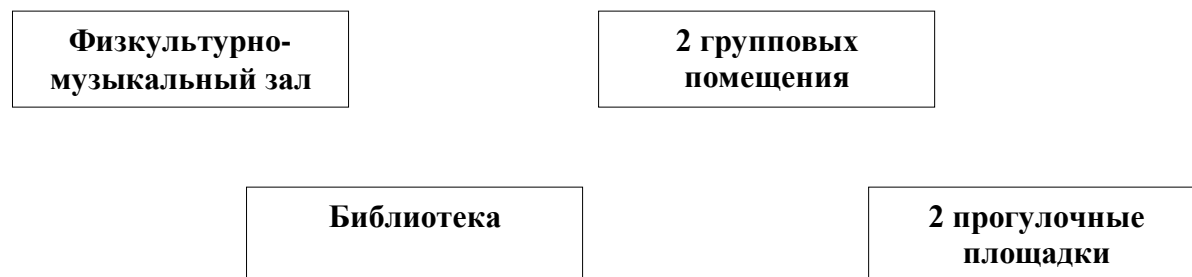 Физкультурно-
музыкальный зал
2 групповых
помещения
Библиотека
2 прогулочные
площадки